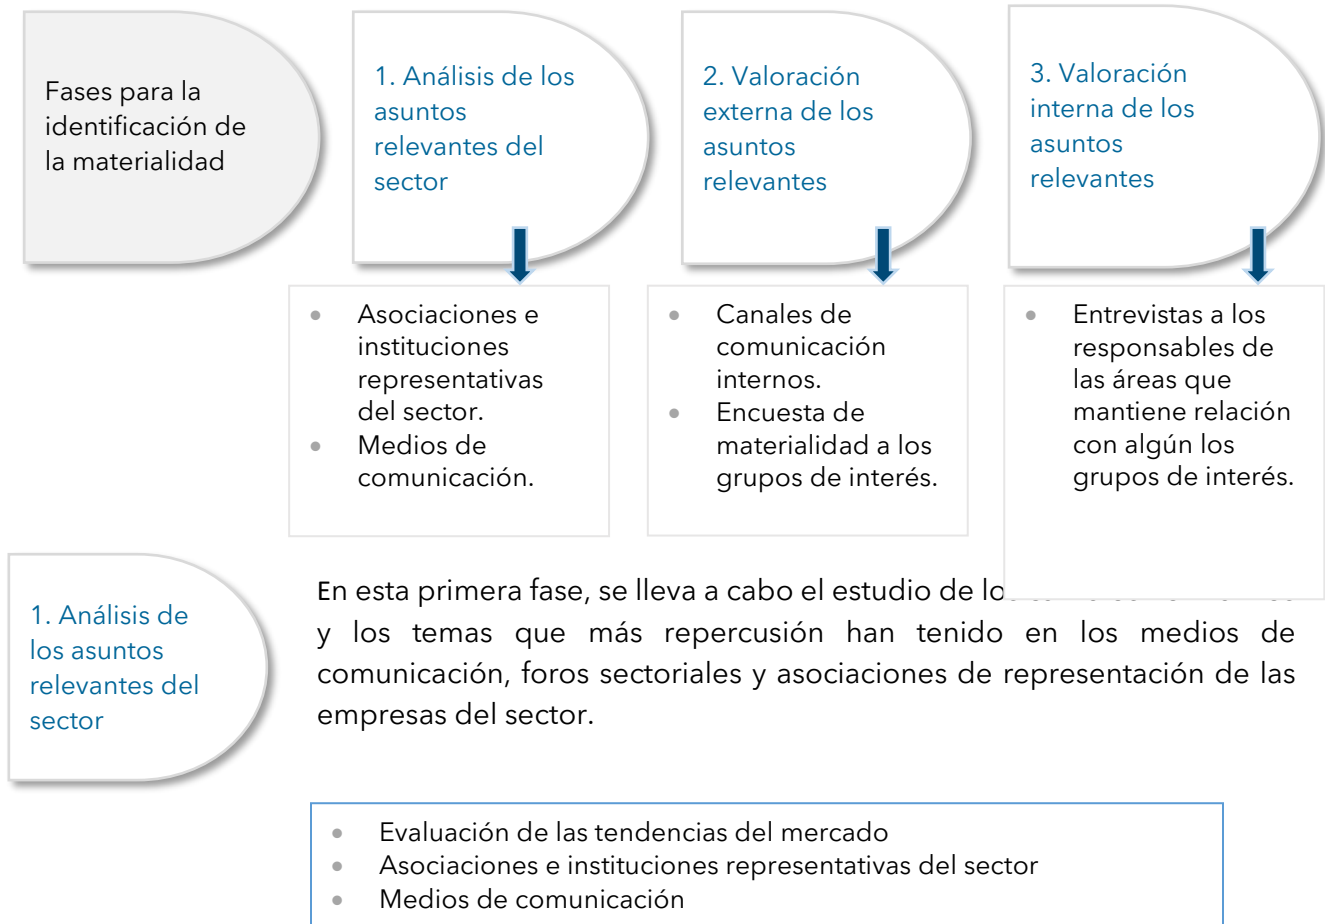 Fases para la
identificación de
la materialidad
1. Análisis de los
asuntos
relevantes del
sector
2. Valoración
externa de los
asuntos
relevantes
3. Valoración
interna de los
asuntos
relevantes
• Asociaciones e
instituciones
representativas
del sector.
• Medios de
comunicación.
• Canales de
comunicación
internos.
• Encuesta de
materialidad a los
grupos de interés.
• Entrevistas a los
responsables de
las áreas que
mantiene relación
con algún los
grupos de interés.
1. Análisis de
los asuntos
relevantes del
sector
En esta primera fase, se lleva a cabo el estudio de
y los temas que más repercusión han tenido en los medios de
comunicación, foros sectoriales y asociaciones de representación de las
empresas del sector.
• Evaluación de las tendencias del mercado
• Asociaciones e instituciones representativas del sector
• Medios de comunicación